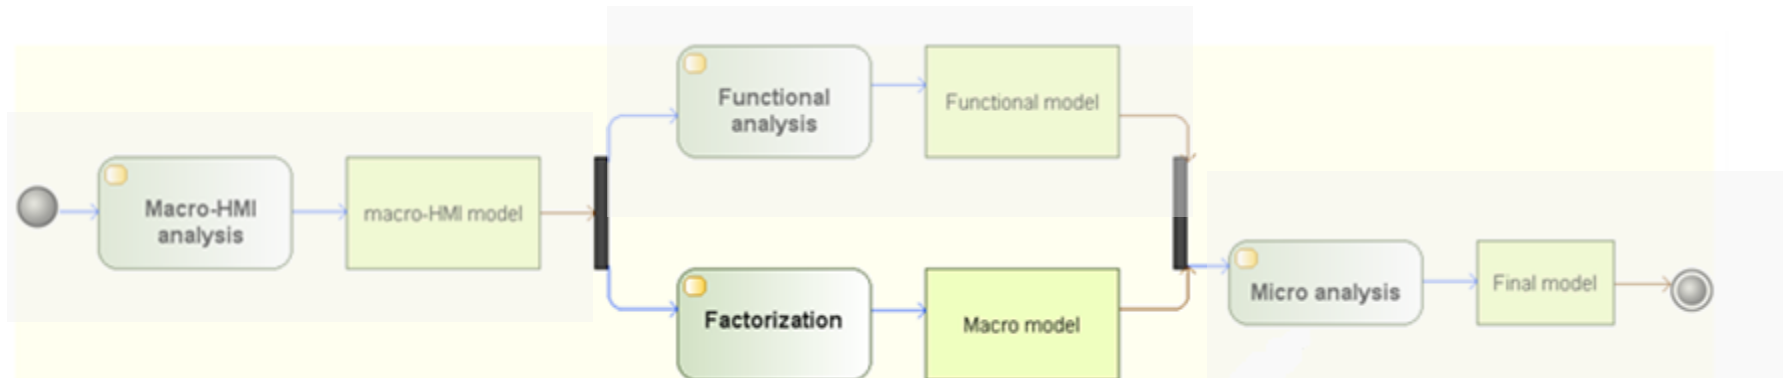 Macro-HMI
analysis
macro-HMI model
Functional
analysis
Functional model
Factorization
Macro model
Micro analysis
Final model